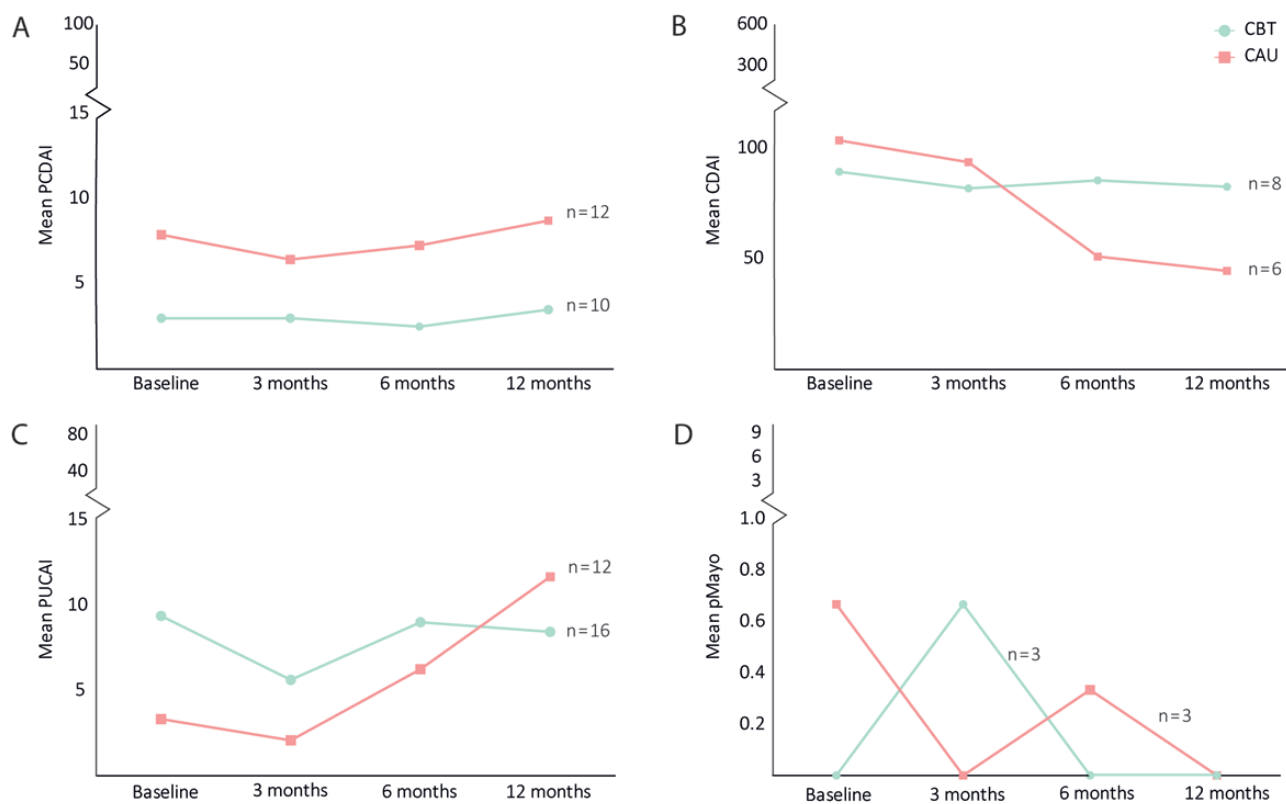 A
100
50
15
10
5
Mean PCDAI
n=12
n=10
Baseline
3 months
6 months
12 months
B
600
300
100
50
Mean CDAI
CBT
CAU
n=8
n=6
Baseline
3 months
6 months
12 months
C
80
40
15
10
5
Mean PUCAI
n=12
n=16
Baseline
3 months
6 months
12 months
D
9
6
3
1.0
0.8
0.6
0.4
0.2
Mean pMayo
n=3
n=3
Baseline
3 months
6 months
12 months